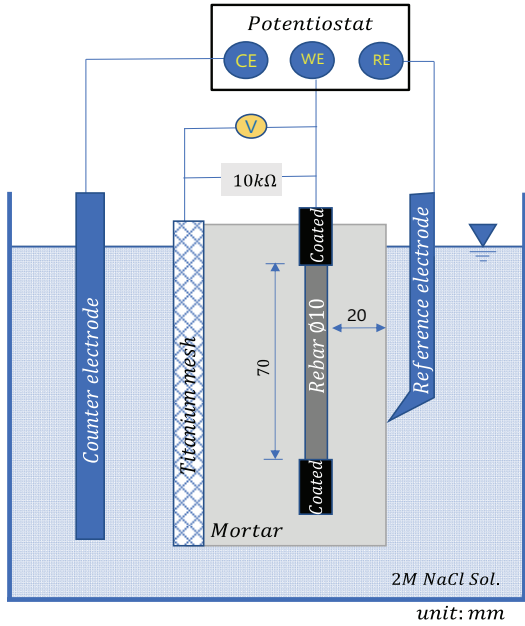 Potentiostat
CE
WE
RE
V
10kΩ
Coated
Counter electrode
Titanium mesh
70
Rebar ∅10
20
Reference electrode
Coated
Mortar
2M NaCl Sol.
unit: mm